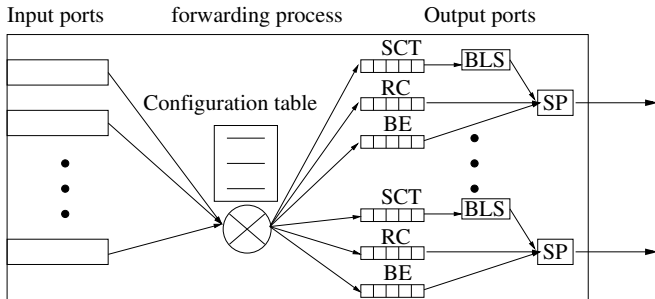 Input ports
forwarding process
Output ports
Configuration table
SCT
BLS
RC
SP
BE
SCT
BLS
RC
SP
BE